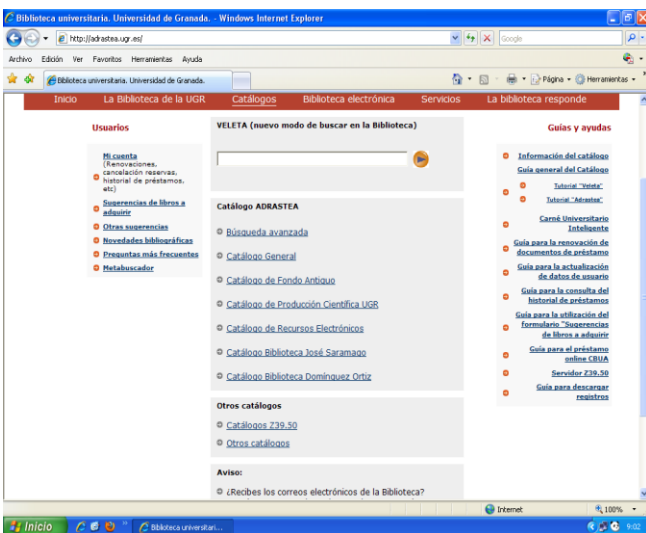 Biblioteca universitaria. Universidad de Granada. - Windows Internet Explorer
http://adrastea.ugr.es/
Google
Archivo Edición Ver Favoritos Herramientas Ayuda
Biblioteca universitaria. Universidad de Granada.
Página Herramientas
Inicio La Biblioteca de la UGR Catálogos Biblioteca electrónica Servicios La biblioteca responde
Usuarios
Mi cuenta
(Renovaciones,
cancelación reservas,
historial de préstamos,
etc)
Sugerencias de libros a
adquirir
Otras sugerencias
Novedades bibliográficas
Preguntas más frecuentes
Metabuscador
VELETA (nuevo modo de buscar en la Biblioteca)
Catálogo ADRASTEA
Búsqueda avanzada
Catálogo General
Catálogo de Fondo Antiguo
Catálogo de Producción Científica UGR
Catálogo de Recursos Electrónicos
Catálogo Biblioteca José Saramago
Catálogo Biblioteca Domínguez Ortiz
Otros catálogos
Catálogos Z39.50
Otros catálogos
Aviso:
¿Recibes los correos electrónicos de la Biblioteca?
Guías y ayudas
Información del catálogo
Guía general del Catálogo
Tutorial "Veleta"
Tutorial "Adrastea"
Carné Universitario
Inteligente
Guía para la renovación de
documentos de préstamo
Guía para la actualización
de datos de usuario
Guía para la consulta del
historial de préstamos
Guía para la utilización del
formulario "Sugerencias
de libros a adquirir
Guía para el préstamo
online CBUA
Servidor Z39.50
Guía para descargar
registros
Internet 100%
Inicio Biblioteca universitari... 9:02